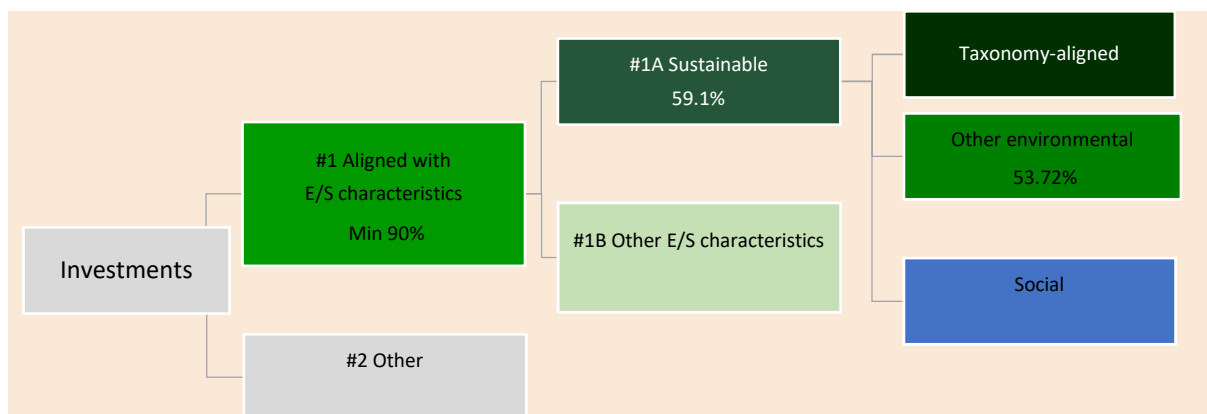 Investments
#1 Aligned with
E/S characteristics
Min 90%
#2 Other
#1A Sustainable
59.1%
#1B Other E/S characteristics
Taxonomy-aligned
Other environmental
53.72%
Social